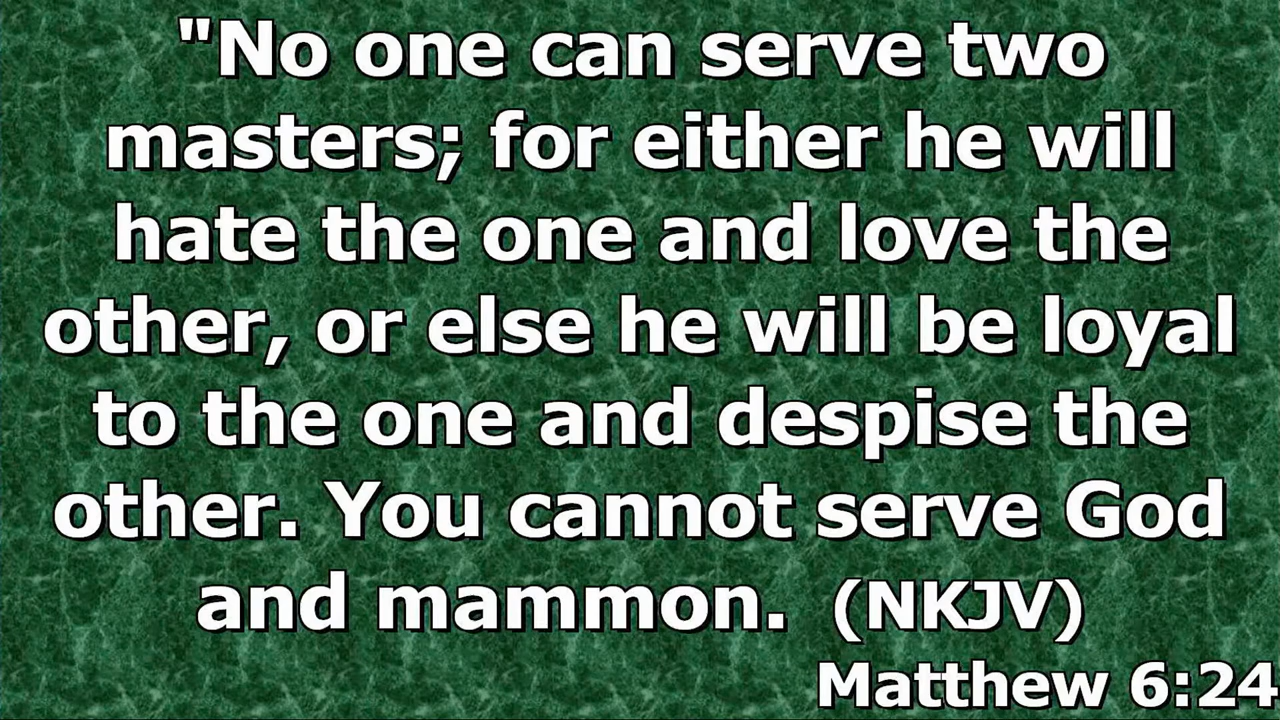 "No one can serve two
masters; for either he will
hate the one and love the
other, or else he will be loyal
to the one and despise the
other. You cannot serve God
and mammon. (NKJV)
Matthew 6:24